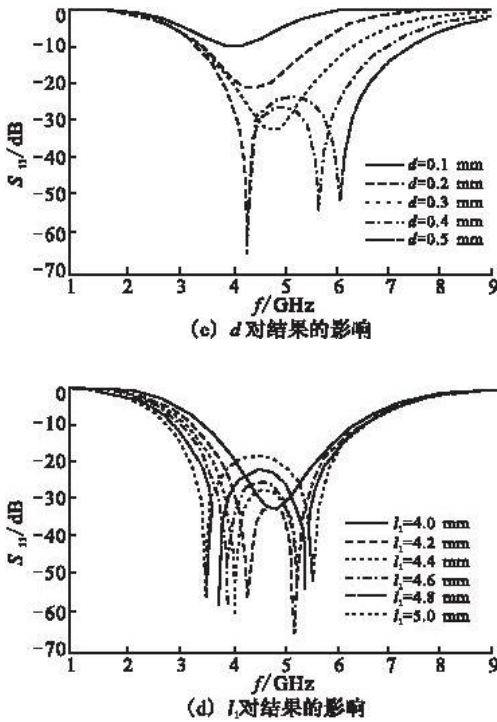 0
−10
−20
−30
−40
−50
−60
−70
S₁₁/dB
d=0.1 mm
d=0.2 mm
d=0.3 mm
d=0.4 mm
d=0.5 mm
1 2 3 4 5 6 7 8 9
f/GHz
(c) d对结果的影响
0
−10
−20
−30
−40
−50
−60
−70
S₁₁/dB
l₁=4.0 mm
l₁=4.2 mm
l₁=4.4 mm
l₁=4.6 mm
l₁=4.8 mm
l₁=5.0 mm
1 2 3 4 5 6 7 8 9
f/GHz
(d) l₁对结果的影响